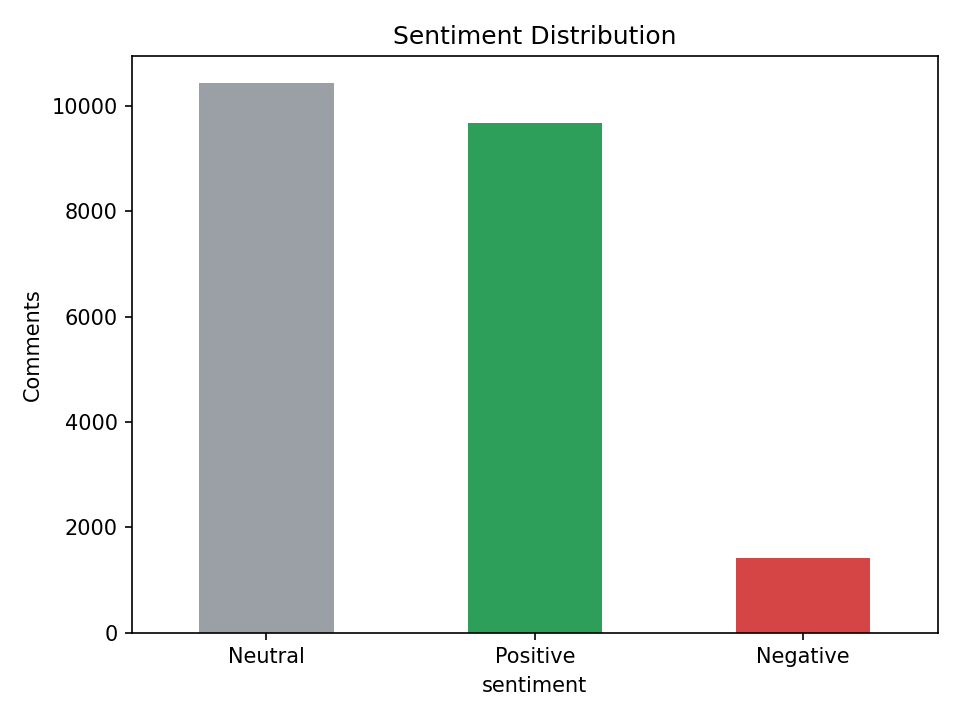 Sentiment Distribution
Comments
10000
8000
6000
4000
2000
0
Neutral Positive Negative
sentiment